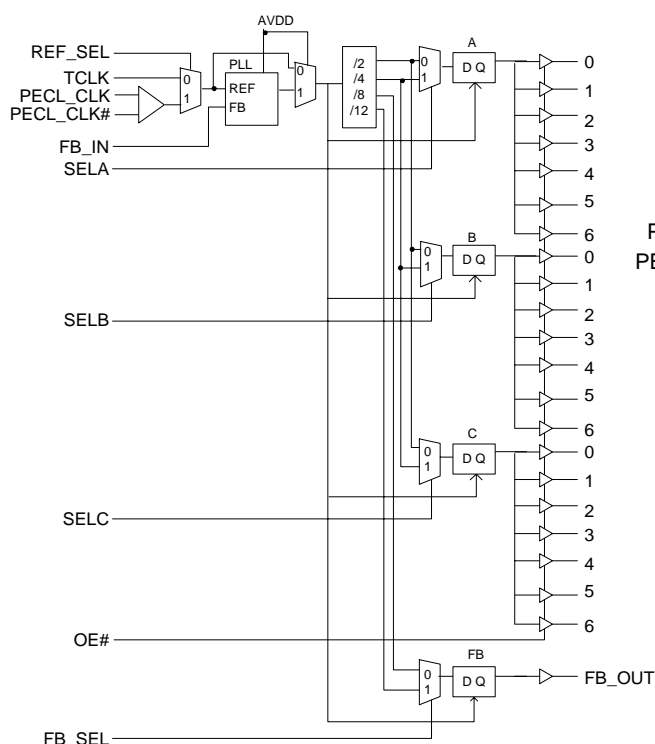 AVDD
REF_SEL
PLL
TCLK
PECL_CLK
PECL_CLK#
0
1
REF
FB
0
1
/2
/4
/8
/12
0
1
A
D Q
FB_IN
SELA
0
1
2
3
4
5
6
B
0
1
D Q
SELB
0
1
2
3
4
5
6
P
PE
C
0
1
D Q
SELC
0
1
2
3
4
5
6
OE#
FB
0
1
D Q
FB_OUT
FB_SEL